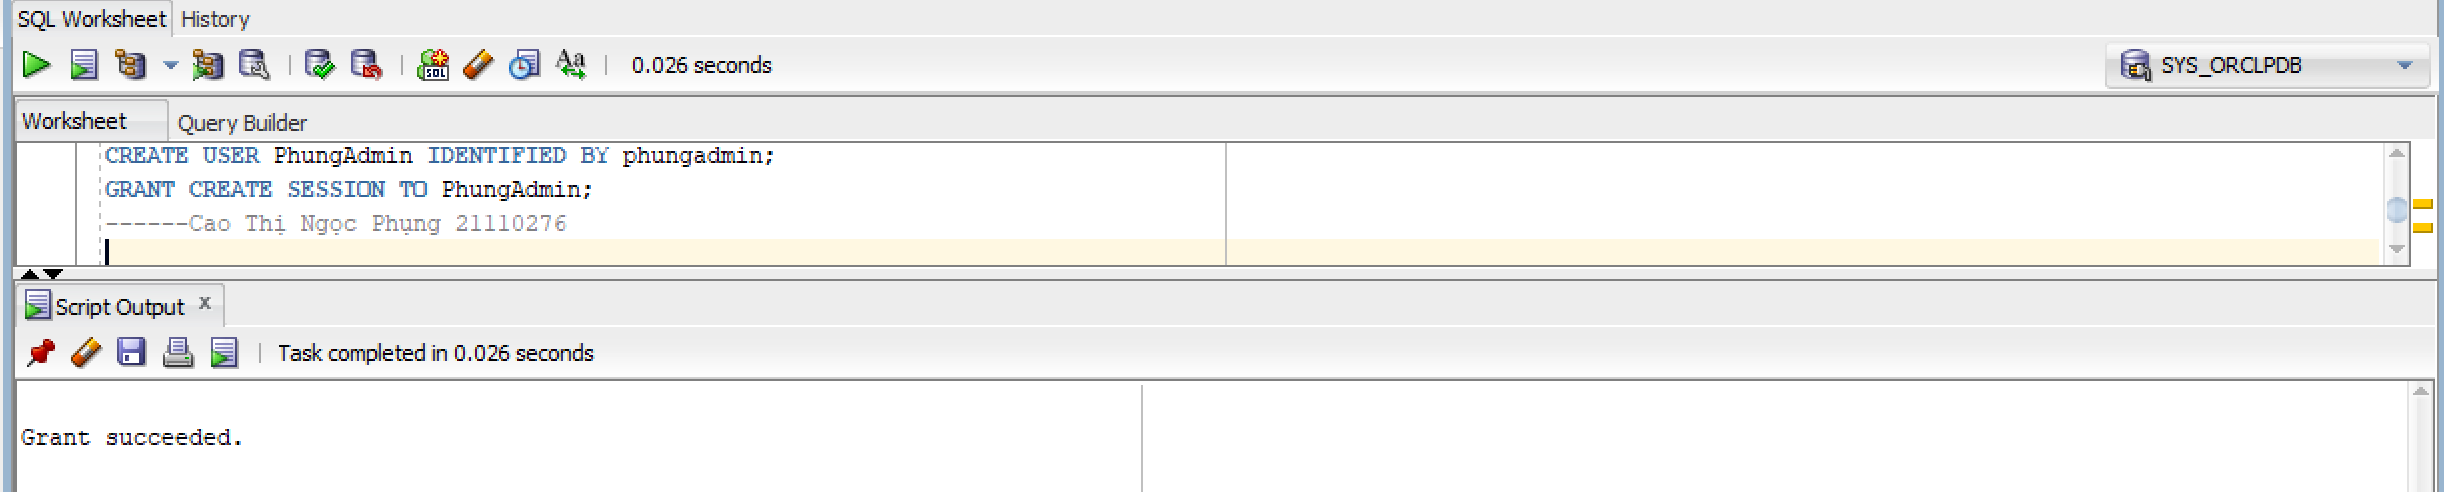 SQL Worksheet History
0.026 seconds SYS_ORCLPDB
Worksheet Query Builder
CREATE USER PhungAdmin IDENTIFIED BY phungadmin;
GRANT CREATE SESSION TO PhungAdmin;
------Cao Thị Ngọc Phụng 21110276
Script Output x
Task completed in 0.026 seconds
Grant succeeded.